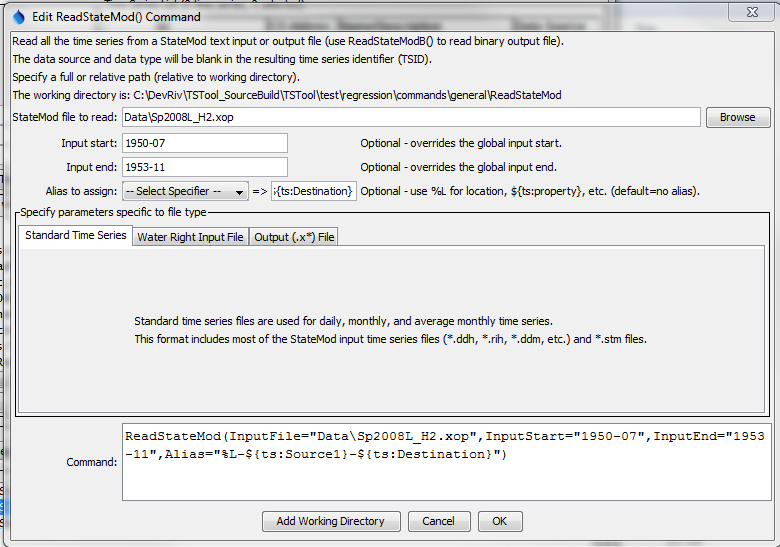 Edit ReadStateMod() Command
Read all the time series from a StateMod text input or output file (use ReadStateModB() to read binary output file).
The data source and data type will be blank in the resulting time series identifier (TSID).
Specify a full or relative path (relative to working directory).
The working directory is: C:\DevRiv\TSTool_SourceBuild\TSTool\test\regression\commands\general\ReadStateMod
StateMod file to read: Data\Sp2008L_H2.xop Browse
Input start: 1950-07 Optional - overrides the global input start.
Input end: 1953-11 Optional - overrides the global input end.
Alias to assign: -- Select Specifier -- => {ts:Destination} Optional - use %L for location, ${ts:property}, etc. (default=no alias).
Specify parameters specific to file type
Standard Time Series Water Right Input File Output (.x*) File
Standard time series files are used for daily, monthly, and average monthly time series.
This format includes most of the StateMod input time series files (*.ddh, *.rih, *.ddm, etc.) and *.stm files.
ReadStateMod(InputFile="Data\Sp2008L_H2.xop",InputStart="1950-07",InputEnd="1953
-11",Alias="%L-${ts:Source1}-${ts:Destination}")
Command:
Add Working Directory Cancel OK